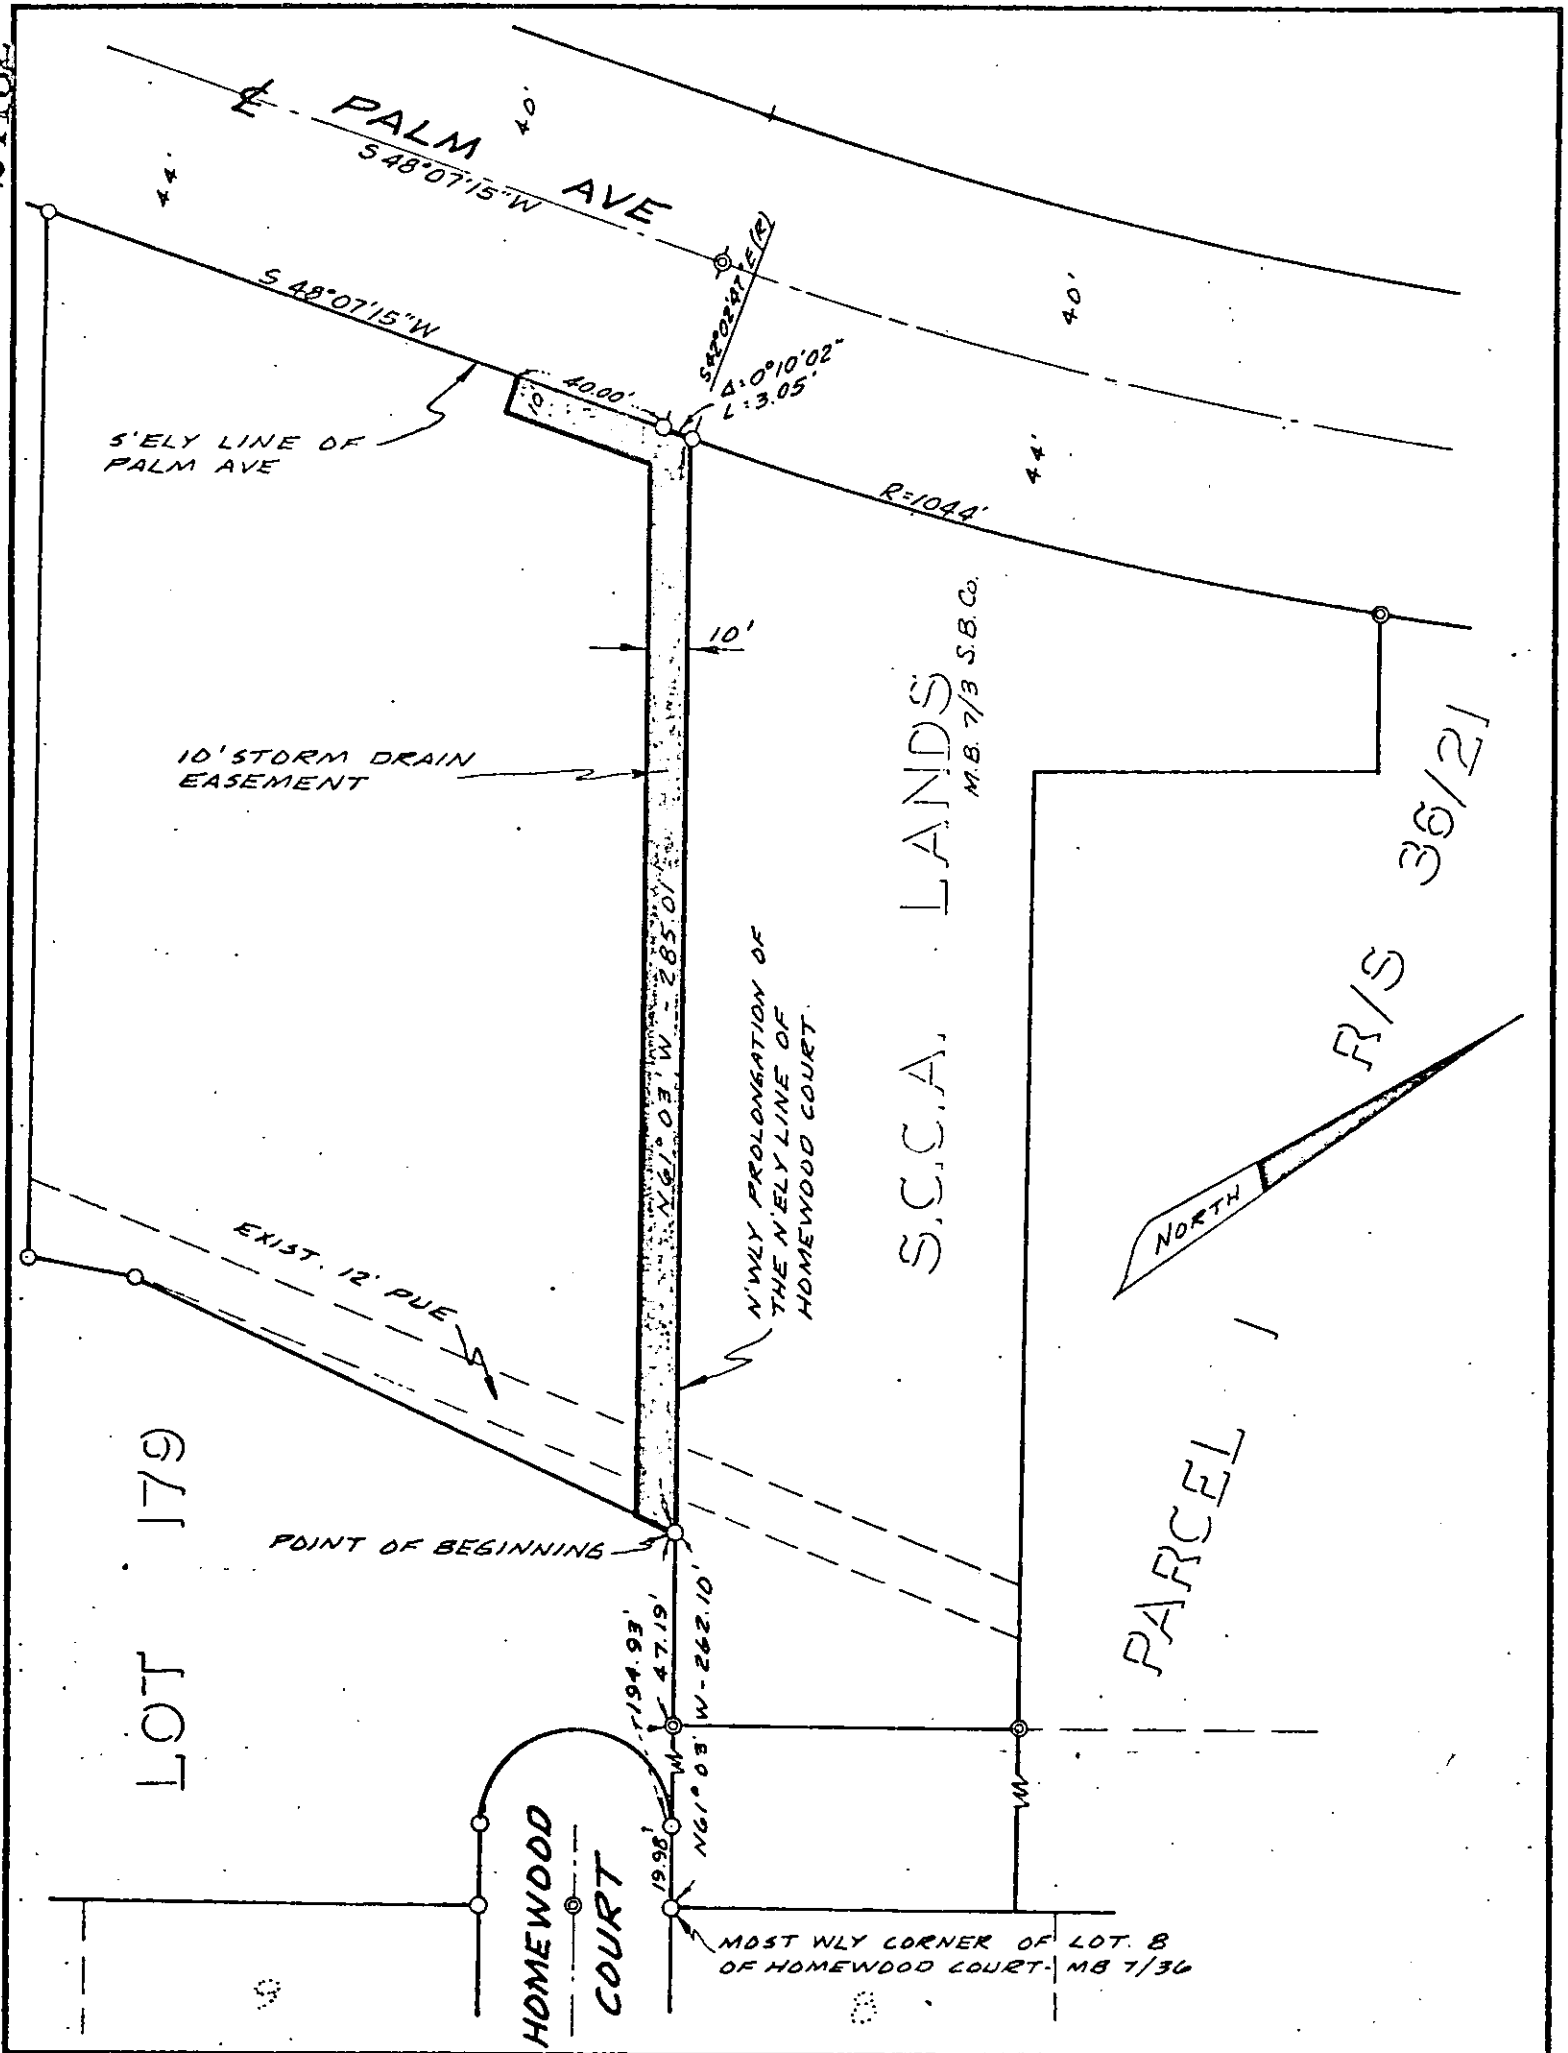 ℄ PALM AVE
S 48°07'15"W
40'
44'
S 48°07'15"W
S42°02'47"E(R)
40.00'
10'
Δ=0°10'02"
L=3.05'
40'
44'
S'ELY LINE OF
PALM AVE
R=1044'
10'
10' STORM DRAIN
EASEMENT
N61°03' W - 285.01'
N'WLY PROLONGATION OF
THE N'ELY LINE OF
HOMEWOOD COURT.
S.C.C.A. LANDS
M.B. 7/3 S.B.Co.
PARCEL 1 R/S 36/21
NORTH
EXIST. 12' PUE
LOT 179
POINT OF BEGINNING
194.93'
47.19'
N61°03' W - 262.10'
19.98'
HOMEWOOD
COURT
MOST WLY CORNER OF LOT. 8
OF HOMEWOOD COURT- MB 7/36
9
8